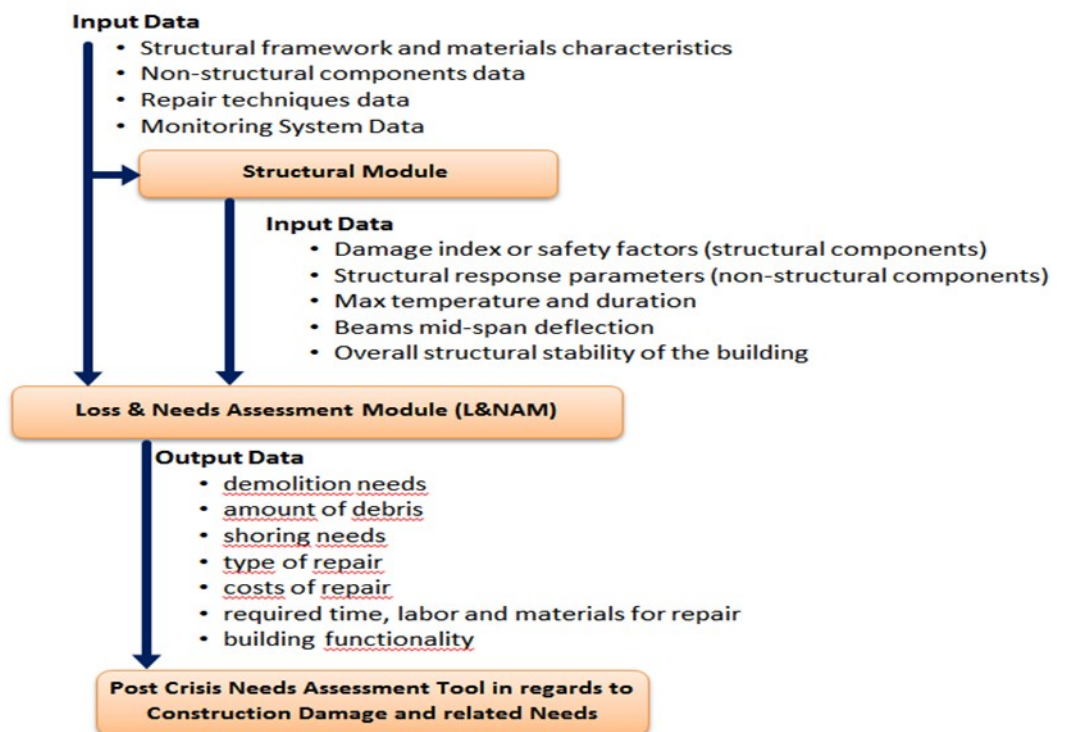 Input Data
• Structural framework and materials characteristics
• Non-structural components data
• Repair techniques data
• Monitoring System Data
Structural Module
Input Data
• Damage index or safety factors (structural components)
• Structural response parameters (non-structural components)
• Max temperature and duration
• Beams mid-span deflection
• Overall structural stability of the building
Loss & Needs Assessment Module (L&NAM)
Output Data
• demolition needs
• amount of debris
• shoring needs
• type of repair
• costs of repair
• required time, labor and materials for repair
• building functionality
Post Crisis Needs Assessment Tool in regards to
Construction Damage and related Needs